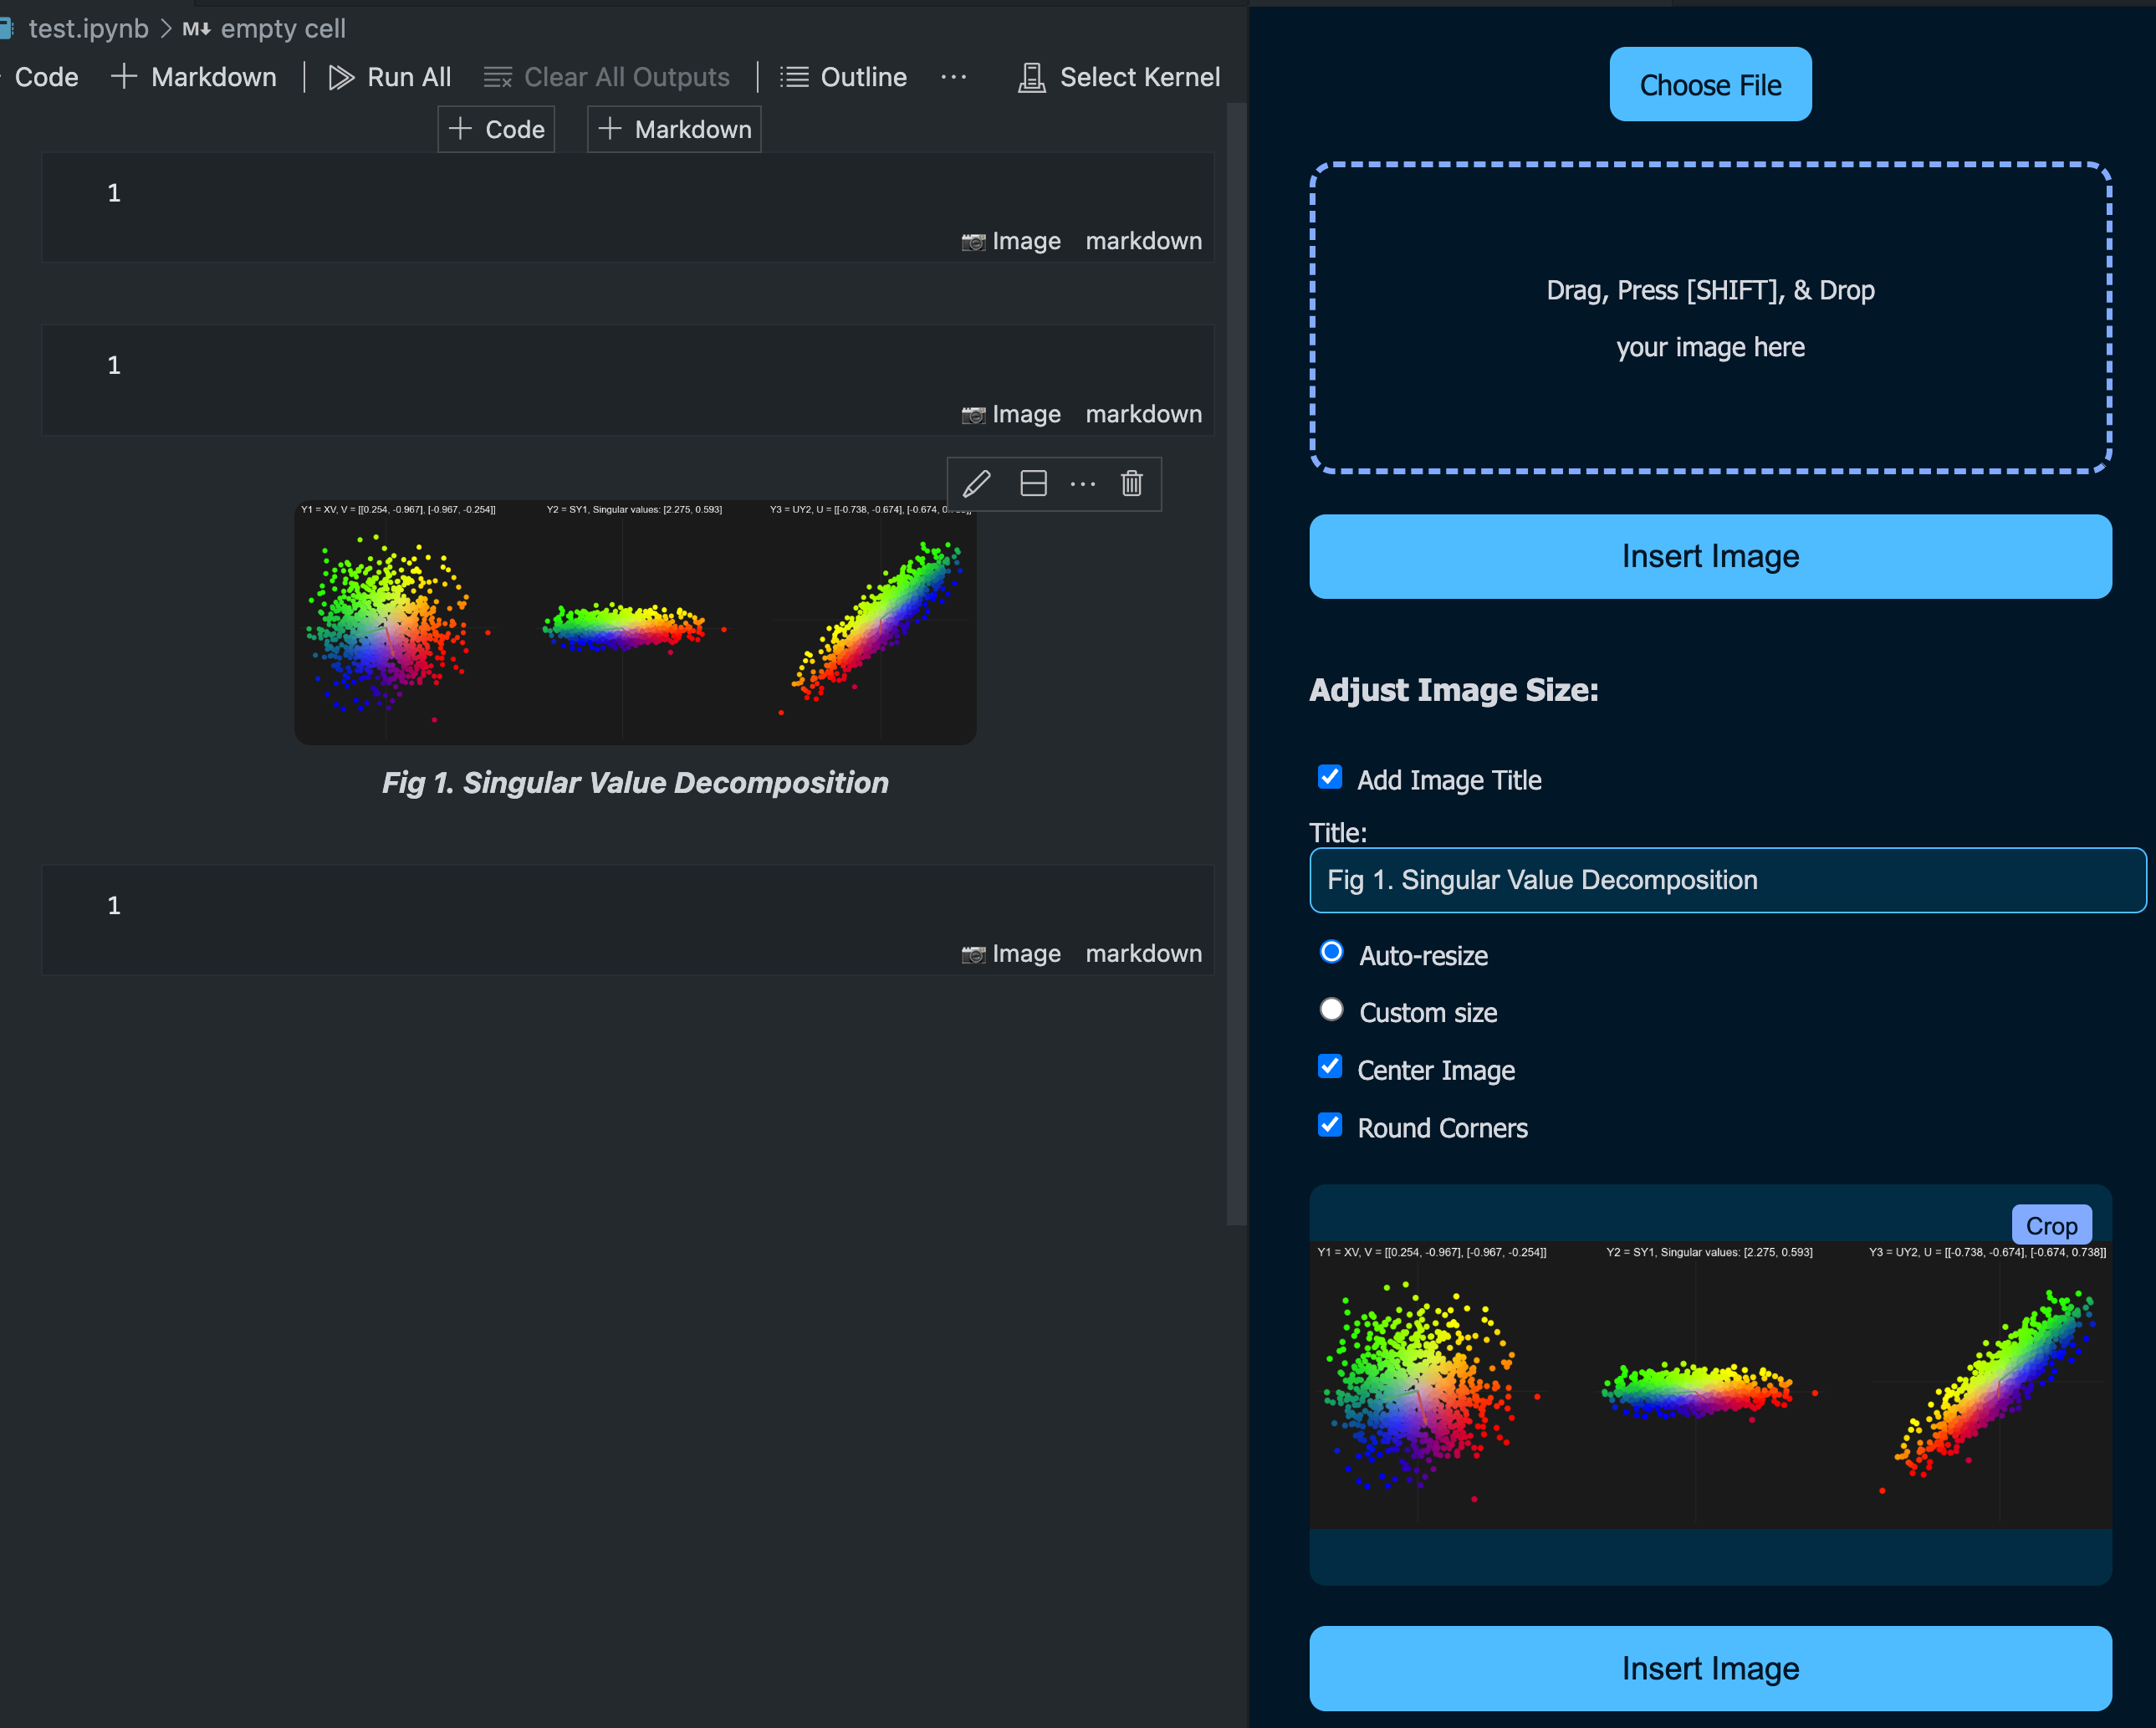 test.ipynb > M↓ empty cell
Code + Markdown | Run All Clear All Outputs | Outline ··· Select Kernel
+ Code + Markdown
1
Image markdown
1
Image markdown
Y1 = XV, V = [[0.254, -0.967], [-0.967, -0.254]] Y2 = SY1, Singular values: [2.275, 0.593] Y3 = UY2, U = [[-0.738, -0.674], [-0.674,
Fig 1. Singular Value Decomposition
1
Image markdown
Choose File
Drag, Press [SHIFT], & Drop
your image here
Insert Image
Adjust Image Size:
Add Image Title
Title:
Fig 1. Singular Value Decomposition
Auto-resize
Custom size
Center Image
Round Corners
Crop
Y1 = XV, V = [[0.254, -0.967], [-0.967, -0.254]] Y2 = SY1, Singular values: [2.275, 0.593] Y3 = UY2, U = [[-0.738, -0.674], [-0.674, 0.738]]
Insert Image